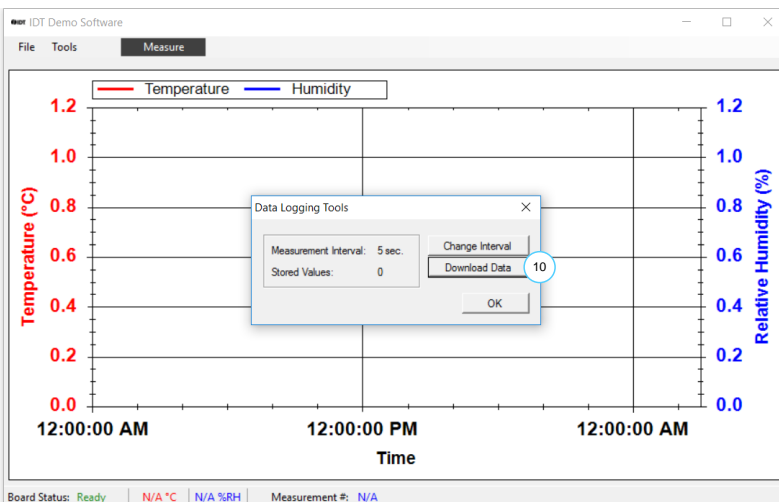 IDT IDT Demo Software
File Tools Measure
Temperature Humidity
1.2 1.2
1.0 1.0
Data Logging Tools
0.8 0.8
Measurement Interval: 5 sec. Change Interval
0.6 0.6
Stored Values: 0 Download Data 10
OK
0.4 0.4
0.2 0.2
0.0 0.0
Temperature (°C)
Relative Humidity (%)
12:00:00 AM 12:00:00 PM 12:00:00 AM
Time
Board Status: Ready N/A °C N/A %RH Measurement #: N/A